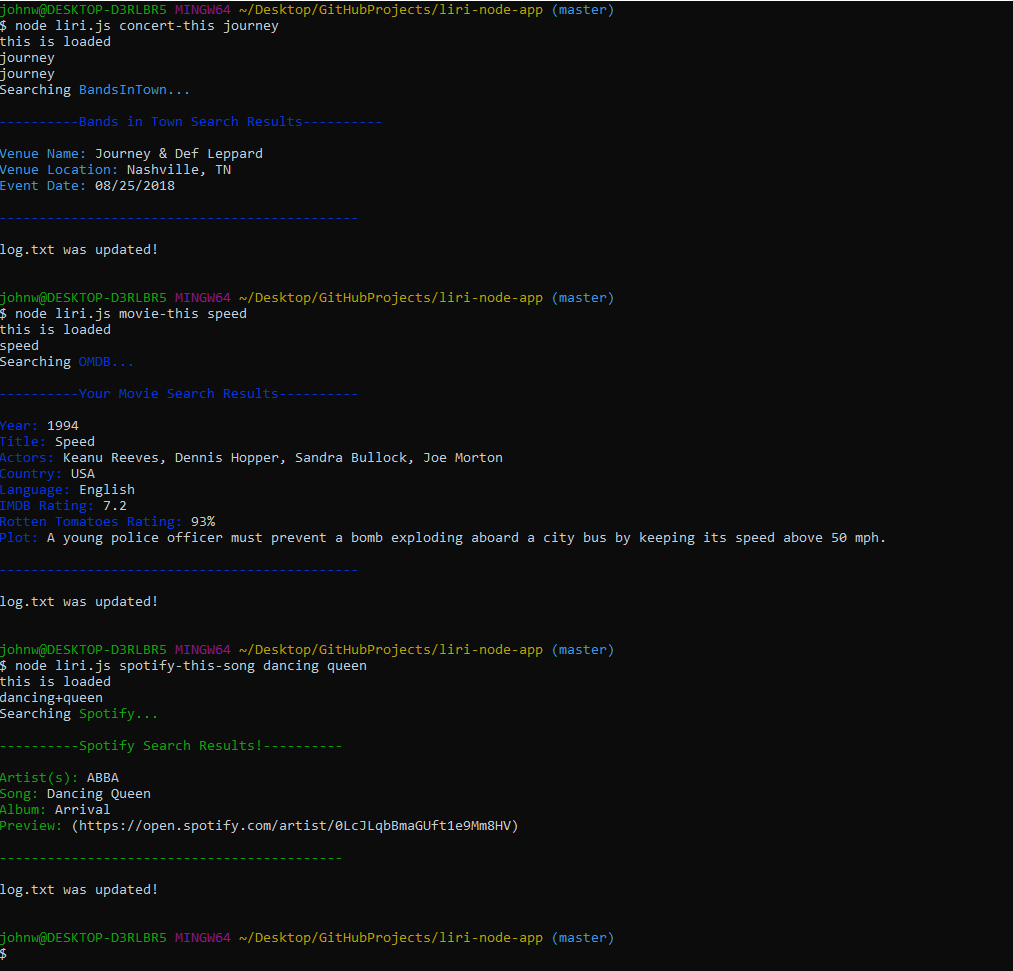 johnw@DESKTOP-D3RLBR5 MINGW64 ~/Desktop/GitHubProjects/liri-node-app (master)
$ node liri.js concert-this journey
this is loaded
journey
journey
Searching BandsInTown...
----------Bands in Town Search Results----------
Venue Name: Journey & Def Leppard
Venue Location: Nashville, TN
Event Date: 08/25/2018
---------------------------------------------
log.txt was updated!
johnw@DESKTOP-D3RLBR5 MINGW64 ~/Desktop/GitHubProjects/liri-node-app (master)
$ node liri.js movie-this speed
this is loaded
speed
Searching OMDB...
----------Your Movie Search Results----------
Year: 1994
Title: Speed
Actors: Keanu Reeves, Dennis Hopper, Sandra Bullock, Joe Morton
Country: USA
Language: English
IMDB Rating: 7.2
Rotten Tomatoes Rating: 93%
Plot: A young police officer must prevent a bomb exploding aboard a city bus by keeping its speed above 50 mph.
---------------------------------------------
log.txt was updated!
johnw@DESKTOP-D3RLBR5 MINGW64 ~/Desktop/GitHubProjects/liri-node-app (master)
$ node liri.js spotify-this-song dancing queen
this is loaded
dancing+queen
Searching Spotify...
----------Spotify Search Results!----------
Artist(s): ABBA
Song: Dancing Queen
Album: Arrival
Preview: (https://open.spotify.com/artist/0LcJLqbBmaGUft1e9Mm8HV)
-------------------------------------------
log.txt was updated!
johnw@DESKTOP-D3RLBR5 MINGW64 ~/Desktop/GitHubProjects/liri-node-app (master)
$